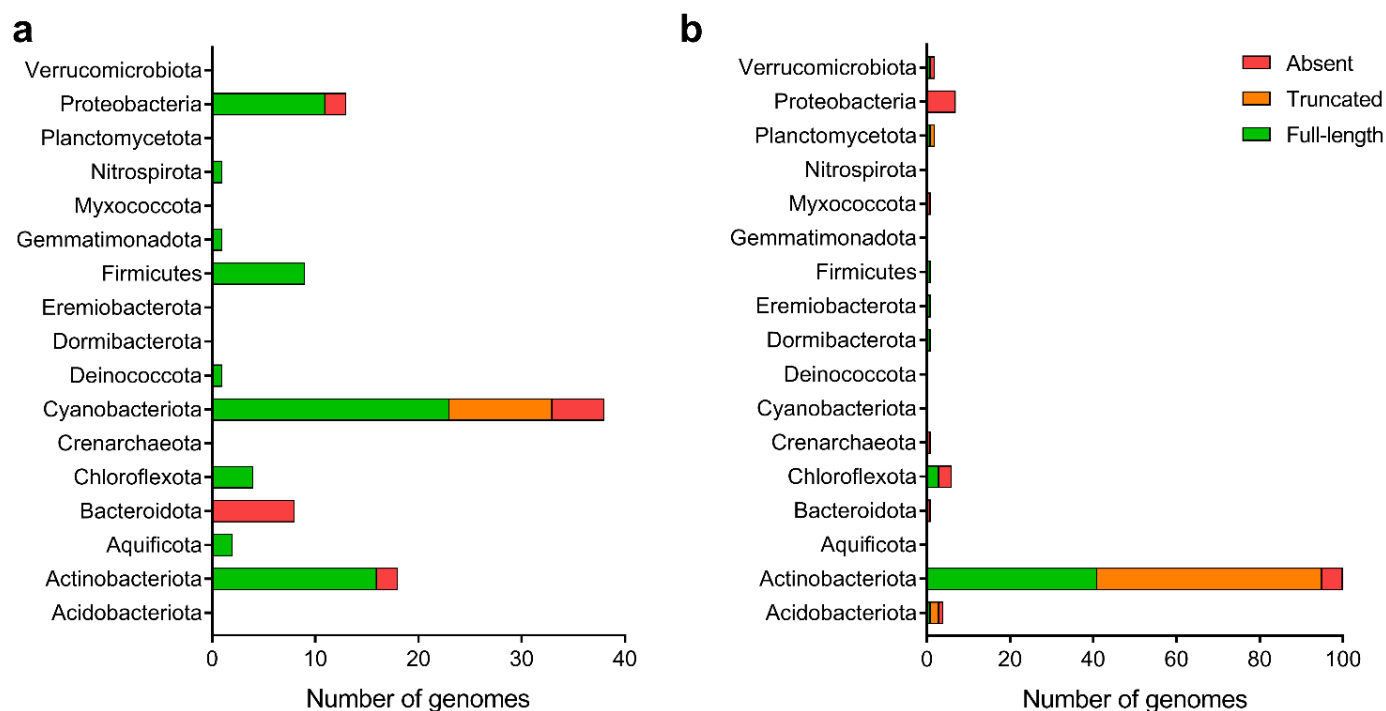 a
Verrucomicrobiota
Proteobacteria
Planctomycetota
Nitrospirota
Myxococcota
Gemmatimonadota
Firmicutes
Eremiobacterota
Dormibacterota
Deinococcota
Cyanobacteriota
Crenarchaeota
Chloroflexota
Bacteroidota
Aquificota
Actinobacteriota
Acidobacteriota
0 10 20 30 40
Number of genomes
b
Verrucomicrobiota
Proteobacteria
Planctomycetota
Nitrospirota
Myxococcota
Gemmatimonadota
Firmicutes
Eremiobacterota
Dormibacterota
Deinococcota
Cyanobacteriota
Crenarchaeota
Chloroflexota
Bacteroidota
Aquificota
Actinobacteriota
Acidobacteriota
0 20 40 60 80 100
Number of genomes
Absent
Truncated
Full-length